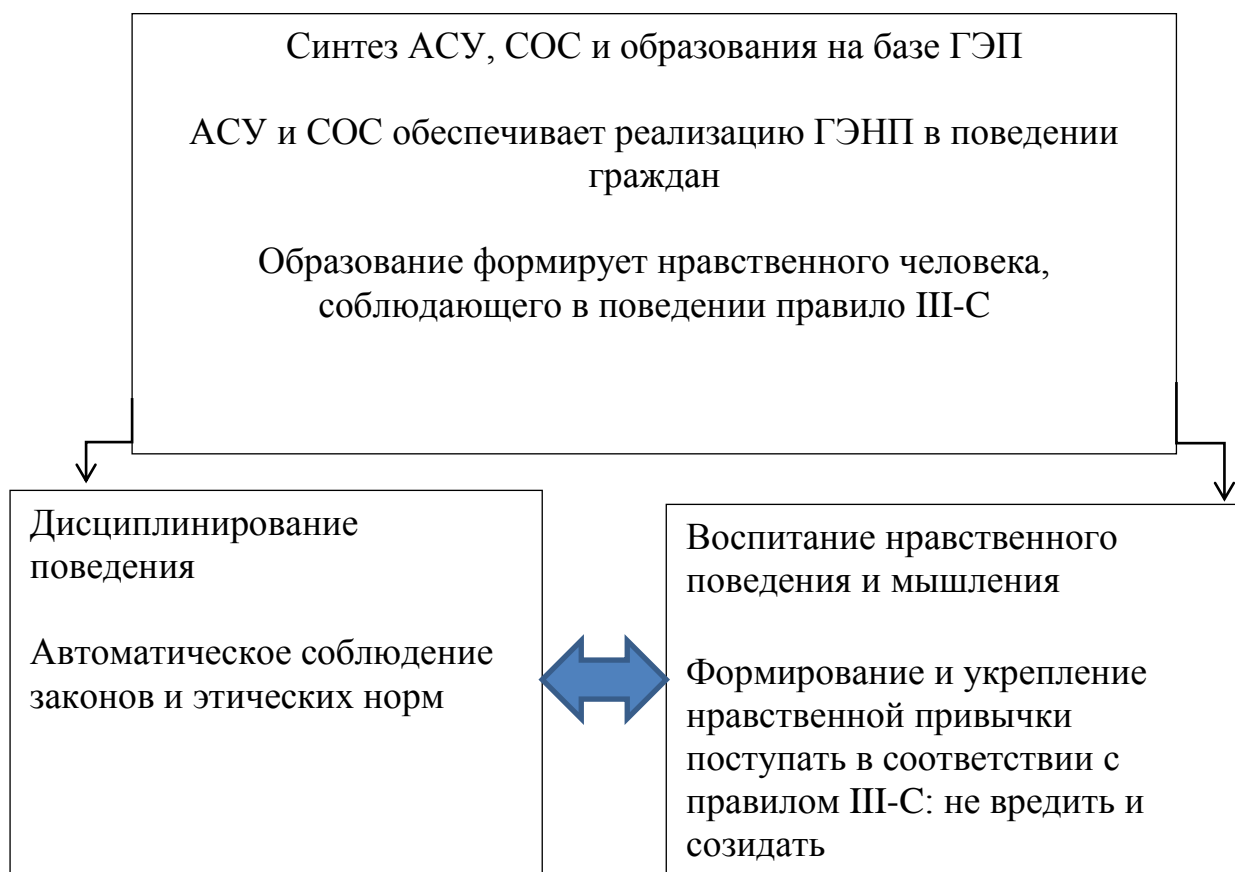 Синтез АСУ, СОС и образования на базе ГЭП
АСУ и СОС обеспечивает реализацию ГЭНП в поведении
граждан
Образование формирует нравственного человека,
соблюдающего в поведении правило III-С
Дисциплинирование
поведения
Автоматическое соблюдение
законов и этических норм
Воспитание нравственного
поведения и мышления
Формирование и укрепление
нравственной привычки
поступать в соответствии с
правилом III-С: не вредить и
созидать